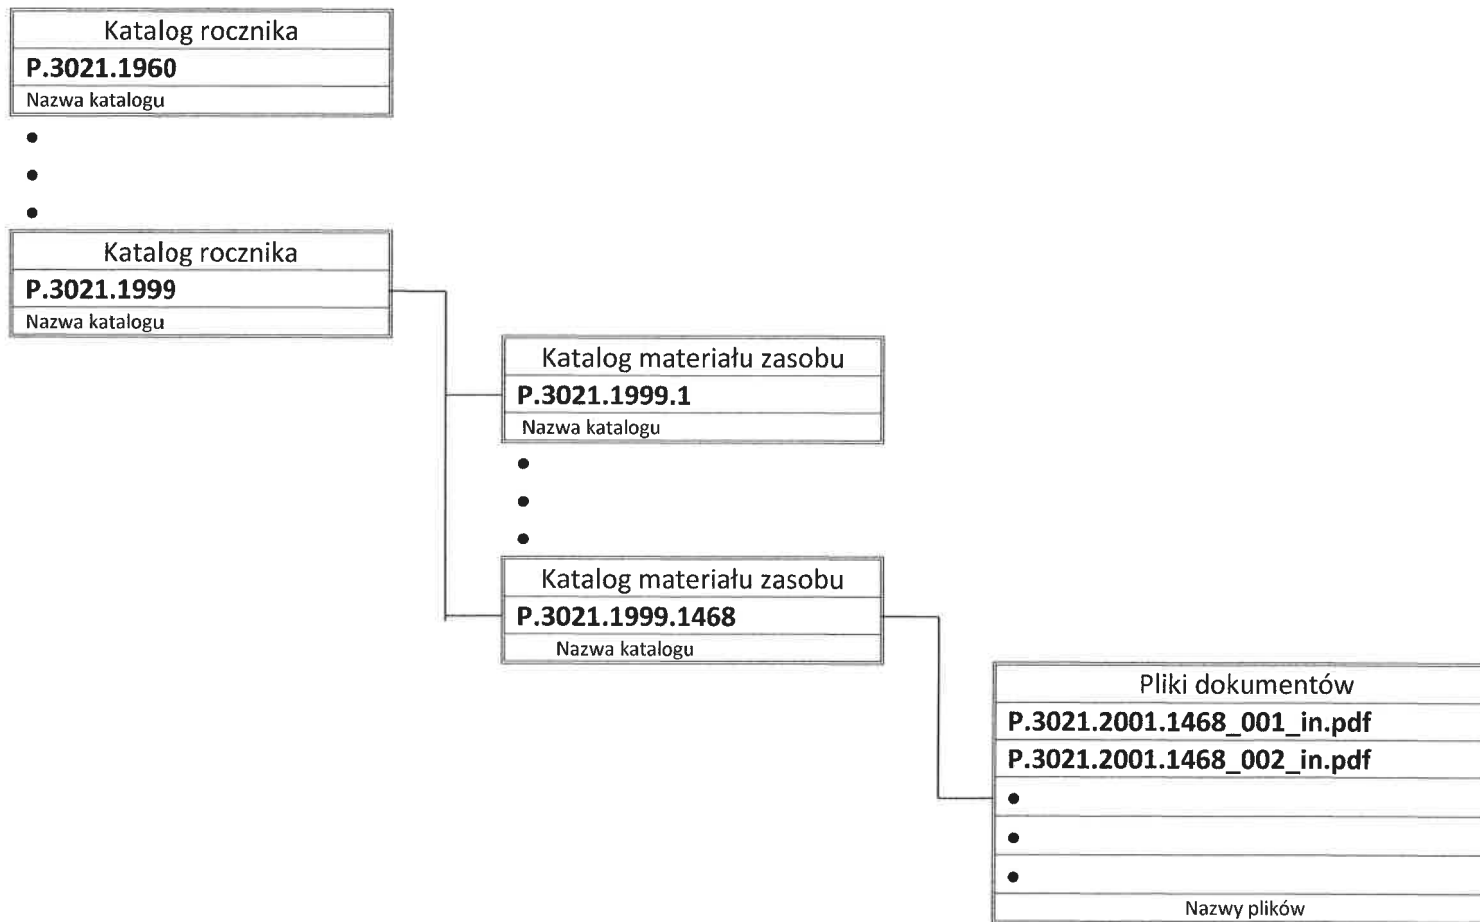 Katalog rocznika
P.3021.1960
Nazwa katalogu
•
•
•
Katalog rocznika
P.3021.1999
Nazwa katalogu
Katalog materiału zasobu
P.3021.1999.1
Nazwa katalogu
•
•
•
Katalog materiału zasobu
P.3021.1999.1468
Nazwa katalogu
Pliki dokumentów
P.3021.2001.1468_001_in.pdf
P.3021.2001.1468_002_in.pdf
•
•
•
Nazwy plików